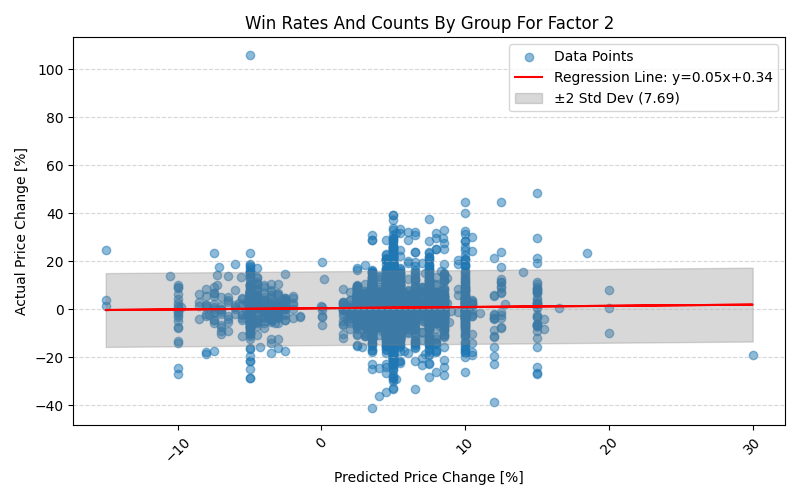 Win Rates And Counts By Group For Factor 2
Data Points
Regression Line: y=0.05x+0.34
±2 Std Dev (7.69)
Actual Price Change [%]
100
80
60
40
20
0
−20
−40
−10
0
10
20
30
Predicted Price Change [%]